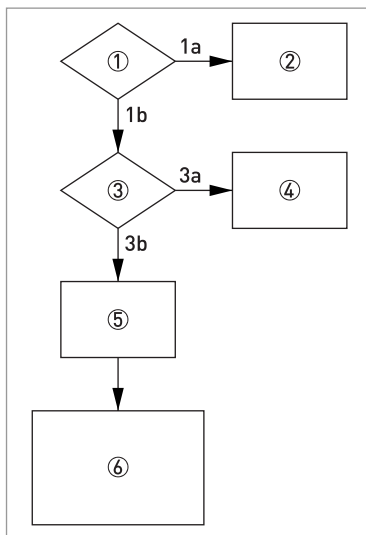 ① 1a ②
1b
③ 3a ④
3b
⑤
⑥